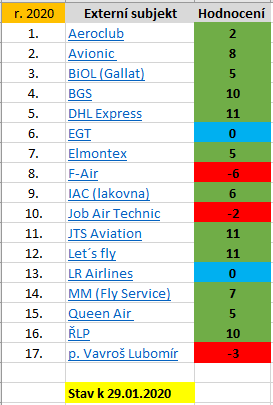 r. 2020 Externí subjekt Hodnocení
1. Aeroclub 2
2. Avionic 8
3. BiOL (Gallat) 5
4. BGS 10
5. DHL Express 11
6. EGT 0
7. Elmontex 5
8. F-Air -6
9. IAC (lakovna) 6
10. Job Air Technic -2
11. JTS Aviation 11
12. Let´s fly 11
13. LR Airlines 0
14. MM (Fly Service) 7
15. Queen Air 5
16. ŘLP 10
17. p. Vavroš Lubomír -3
Stav k 29.01.2020